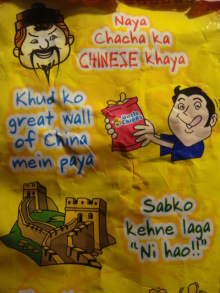 Naya
Chacha ka
CHINESE khaya
Khud ko
great wall
of China
mein paya
Sabko
kehne laga
"Ni hao!!"